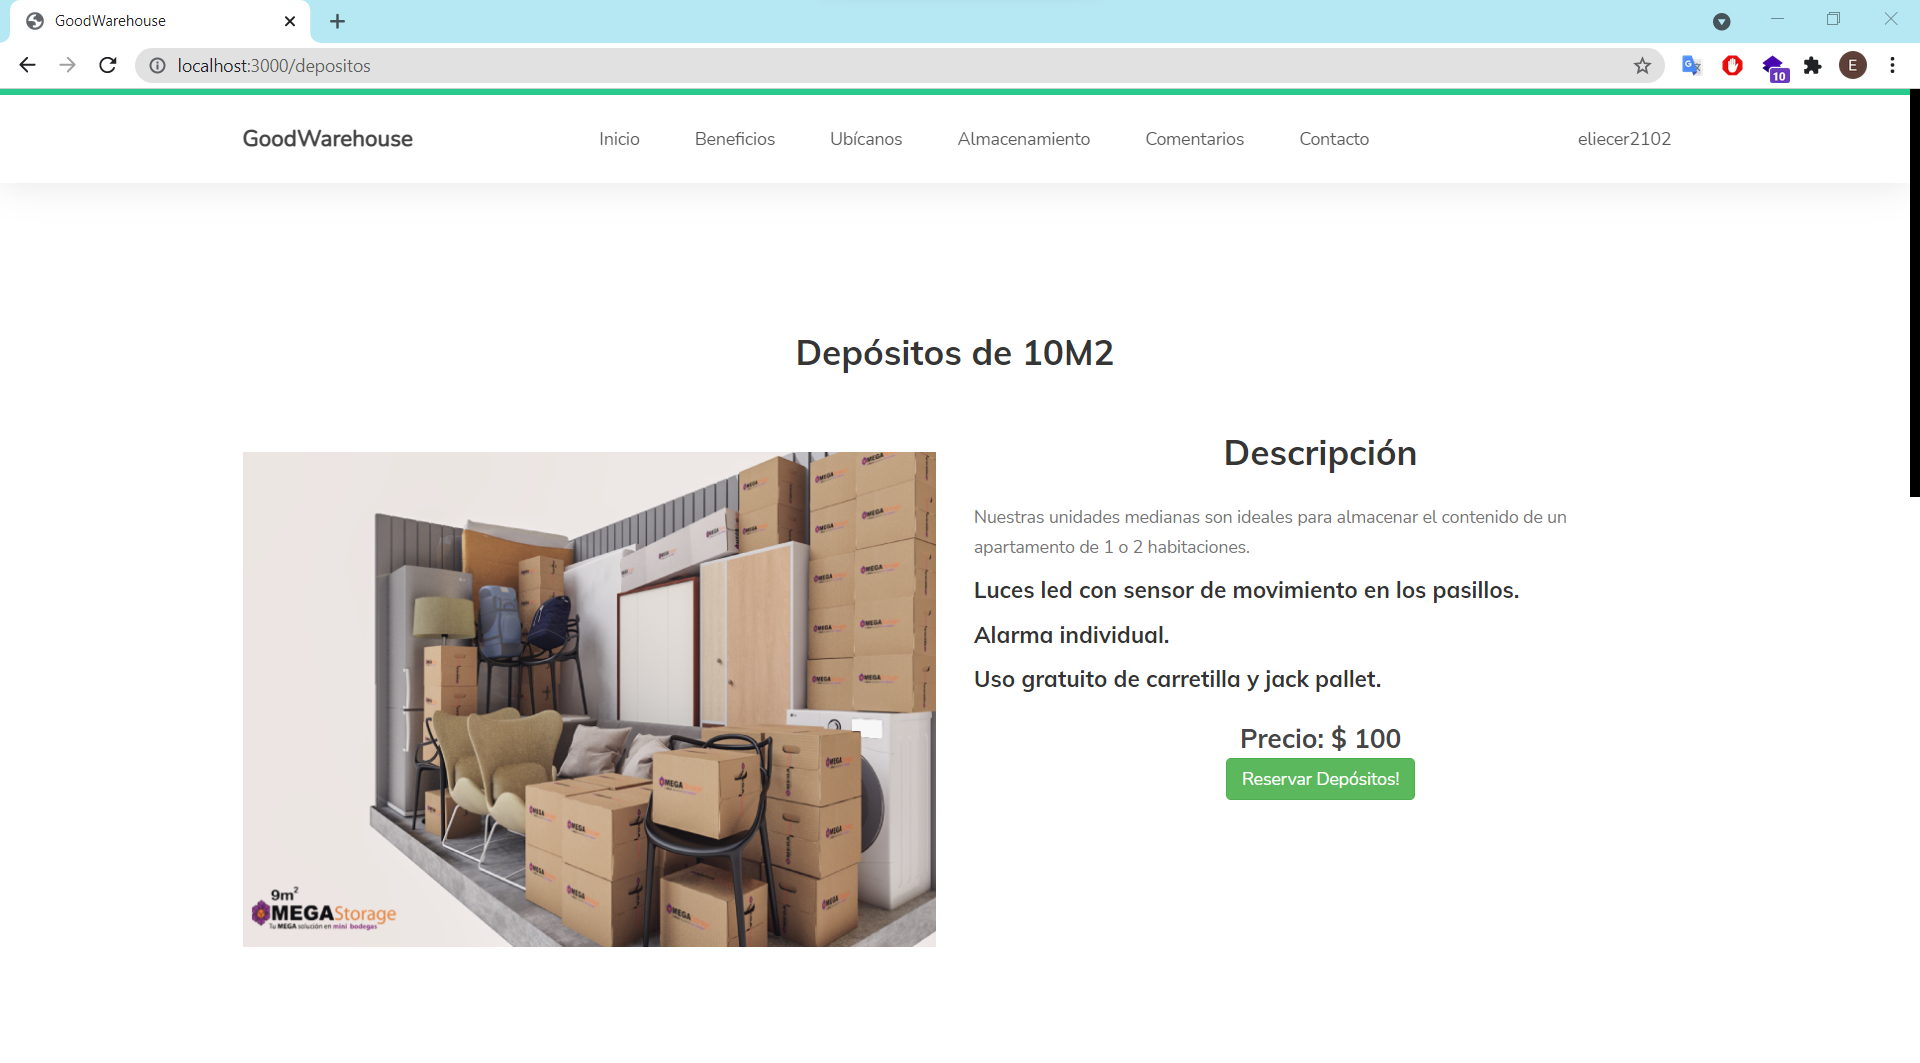 GoodWarehouse
localhost:3000/depositos
10
E
GoodWarehouse
Inicio
Beneficios
Ubícanos
Almacenamiento
Comentarios
Contacto
eliecer2102
Depósitos de 10M2
9m²
MEGAStorage
Tu MEGA solución en mini bodegas
Descripción
Nuestras unidades medianas son ideales para almacenar el contenido de un
apartamento de 1 o 2 habitaciones.
Luces led con sensor de movimiento en los pasillos.
Alarma individual.
Uso gratuito de carretilla y jack pallet.
Precio: $ 100
Reservar Depósitos!